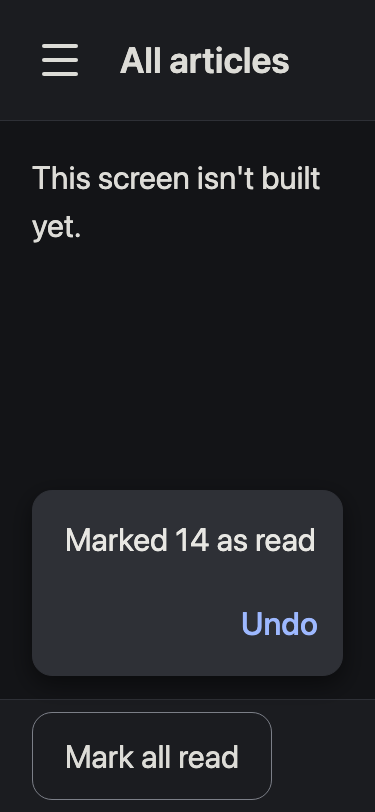 All articles
This screen isn't built
yet.
Marked 14 as read
Undo
Mark all read